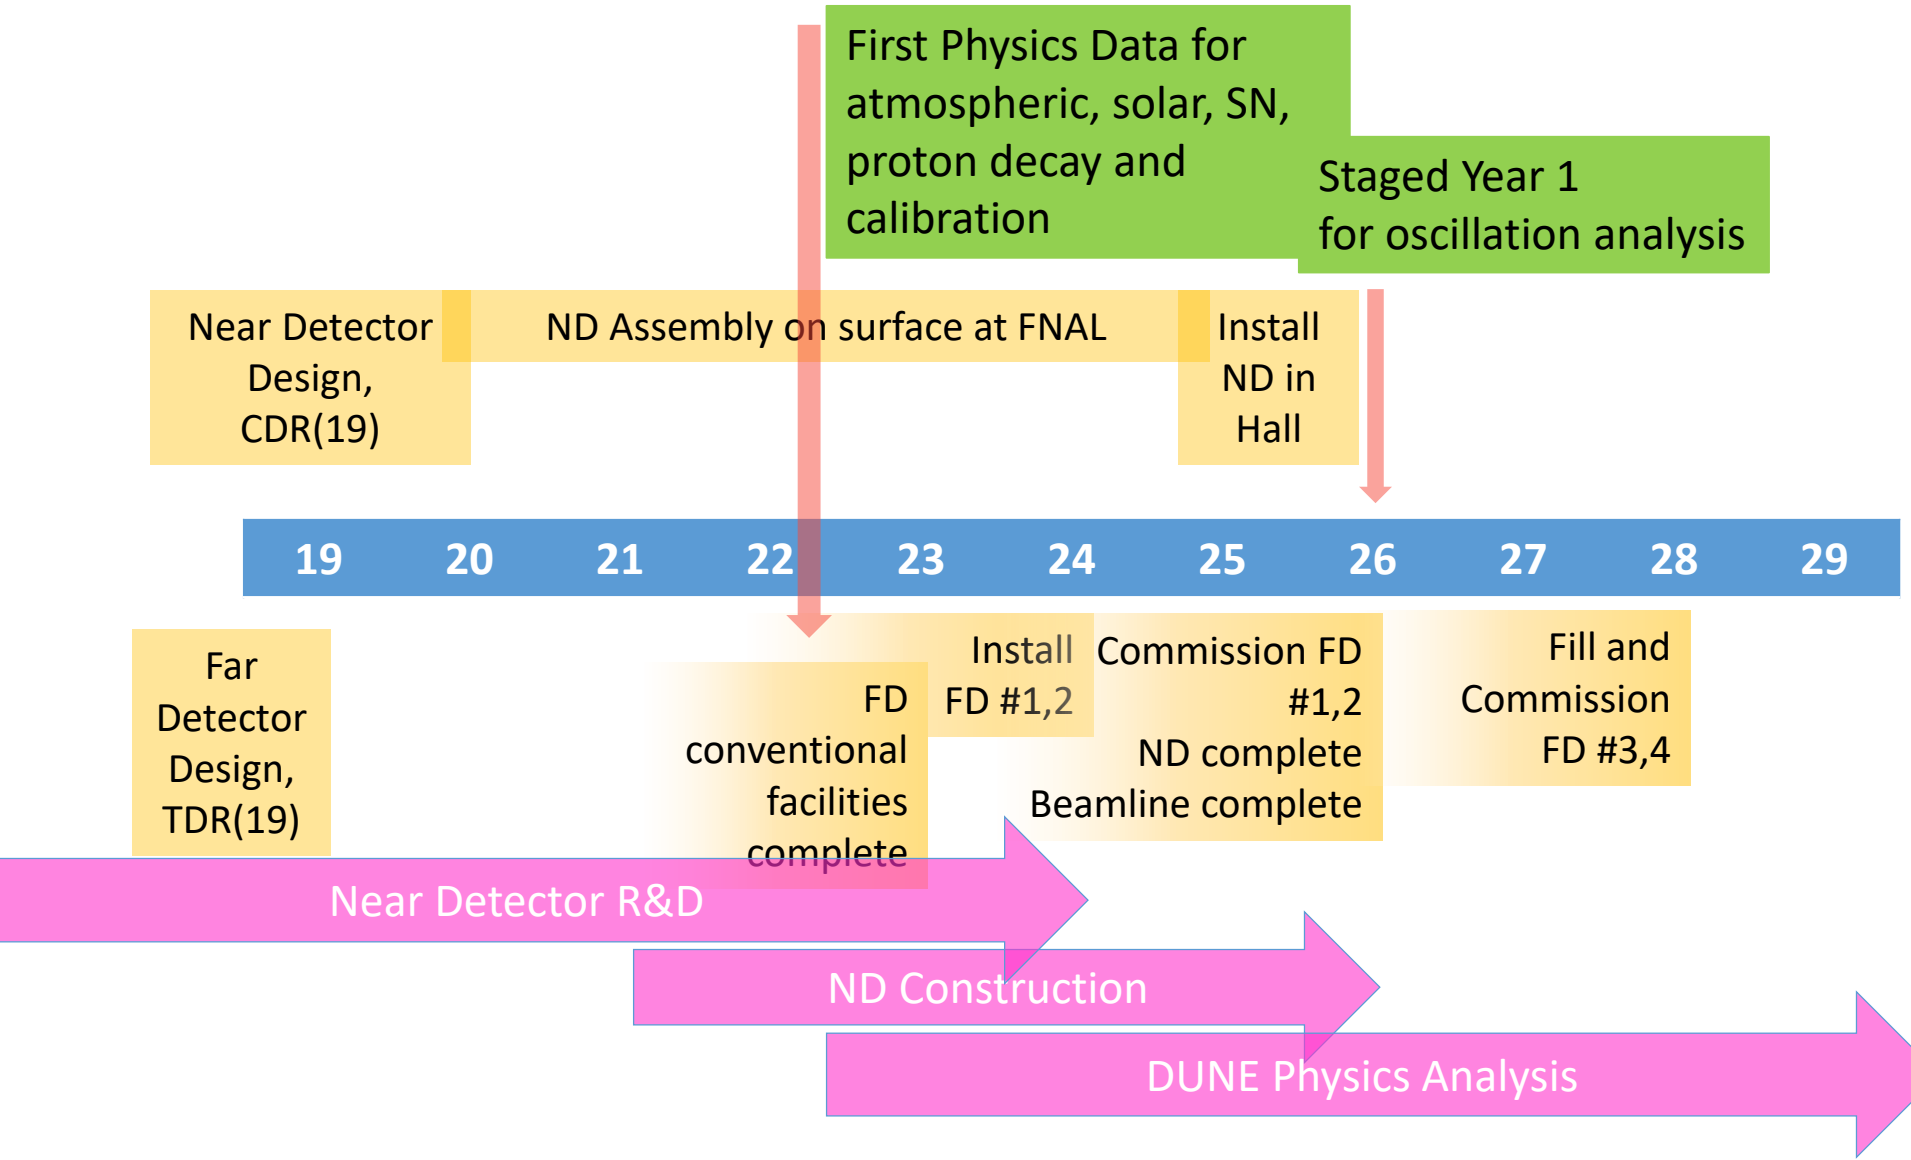 First Physics Data for
atmospheric, solar, SN,
proton decay and
calibration
Staged Year 1
for oscillation analysis
Near Detector
Design,
CDR(19)
ND Assembly on surface at FNAL
Install
ND in
Hall
19 20 21 22 23 24 25 26 27 28 29
Far
Detector
Design,
TDR(19)
FD
conventional
facilities
complete
Install
FD #1,2
Commission FD
#1,2
ND complete
Beamline complete
Fill and
Commission
FD #3,4
Near Detector R&D
ND Construction
DUNE Physics Analysis